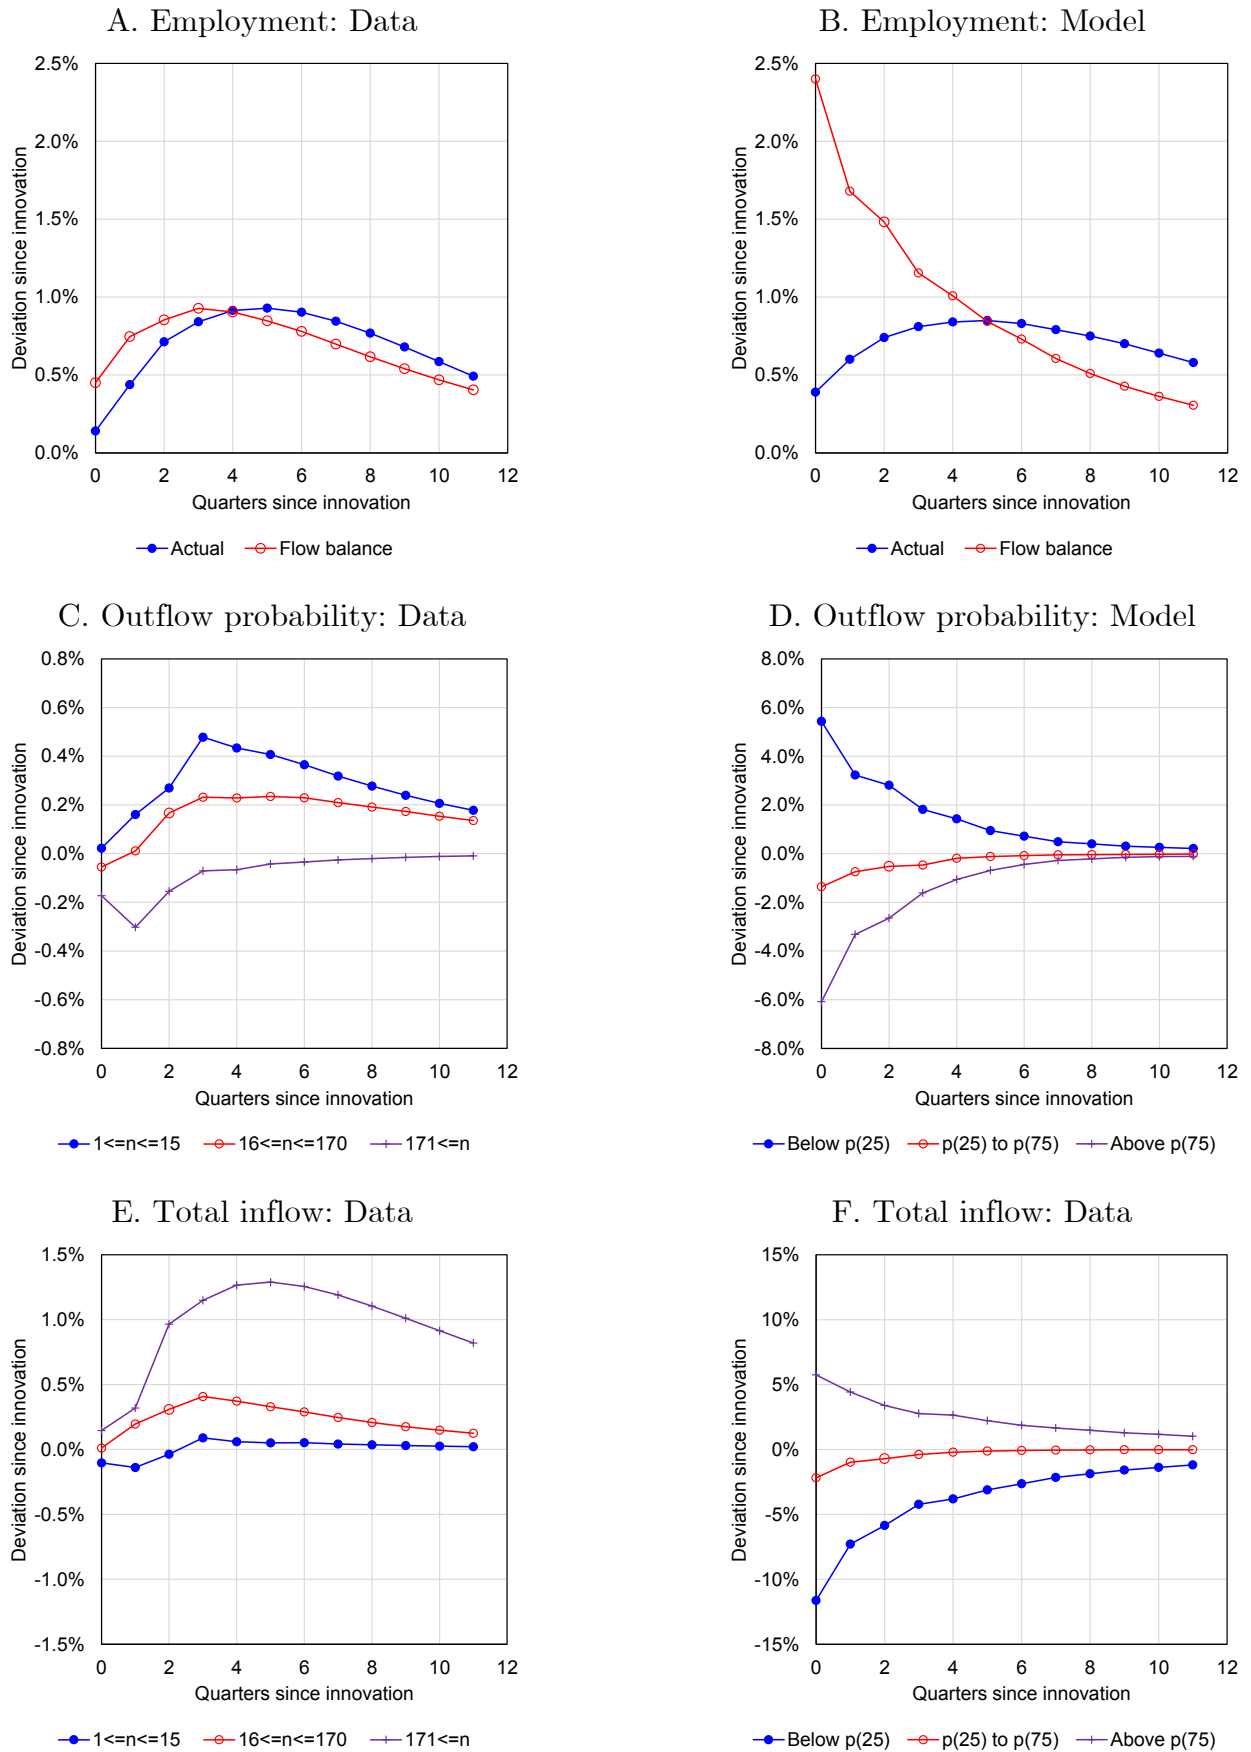 A. Employment: Data
2.5%
2.0%
1.5%
1.0%
0.5%
0.0%
0 2 4 6 8 10 12
Deviation since innovation
Quarters since innovation
Actual Flow balance
B. Employment: Model
2.5%
2.0%
1.5%
1.0%
0.5%
0.0%
0 2 4 6 8 10 12
Deviation since innovation
Quarters since innovation
Actual Flow balance
C. Outflow probability: Data
0.8%
0.6%
0.4%
0.2%
0.0%
-0.2%
-0.4%
-0.6%
-0.8%
0 2 4 6 8 10 12
Deviation since innovation
Quarters since innovation
1<=n<=15 16<=n<=170 171<=n
D. Outflow probability: Model
8.0%
6.0%
4.0%
2.0%
0.0%
-2.0%
-4.0%
-6.0%
-8.0%
0 2 4 6 8 10 12
Deviation since innovation
Quarters since innovation
Below p(25) p(25) to p(75) Above p(75)
E. Total inflow: Data
1.5%
1.0%
0.5%
0.0%
-0.5%
-1.0%
-1.5%
0 2 4 6 8 10 12
Deviation since innovation
Quarters since innovation
1<=n<=15 16<=n<=170 171<=n
F. Total inflow: Data
15%
10%
5%
0%
-5%
-10%
-15%
0 2 4 6 8 10 12
Deviation since innovation
Quarters since innovation
Below p(25) p(25) to p(75) Above p(75)